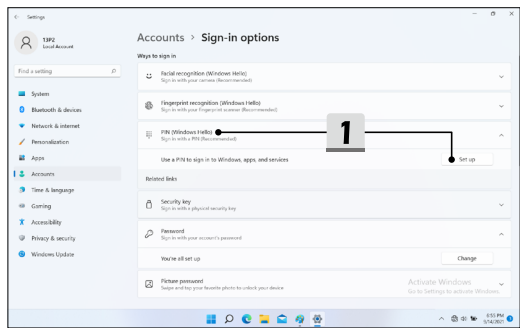 Settings
13P2
Local Account
Find a setting
System
Bluetooth & devices
Network & internet
Personalization
Apps
Accounts
Time & language
Gaming
Accessibility
Privacy & security
Windows Update
Accounts > Sign-in options
Ways to sign in
Facial recognition (Windows Hello)
Sign in with your camera (Recommended)
Fingerprint recognition (Windows Hello)
Sign in with your fingerprint scanner (Recommended)
PIN (Windows Hello)
Sign in with a PIN (Recommended)
1
Use a PIN to sign in to Windows, apps, and services
Set up
Related links
Security key
Sign in with a physical security key
Password
Sign in with your account's password
You're all set up
Change
Picture password
Swipe and tap your favorite photo to unlock your device
Activate Windows
Go to Settings to activate Windows.
6:55 PM
9/14/2021